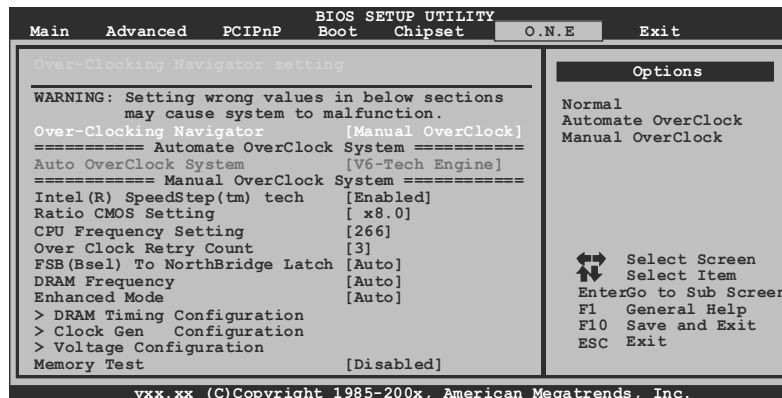 BIOS SETUP UTILITY
Main Advanced PCIPnP Boot Chipset O.N.E Exit
Over-Clocking Navigator setting
WARNING: Setting wrong values in below sections
may cause system to malfunction.
Over-Clocking Navigator [Manual OverClock]
=========== Automate OverClock System ===========
Auto OverClock System [V6-Tech Engine]
============ Manual OverClock System ============
Intel(R) SpeedStep(tm) tech [Enabled]
Ratio CMOS Setting [ x8.0]
CPU Frequency Setting [266]
Over Clock Retry Count [3]
FSB(Bsel) To NorthBridge Latch [Auto]
DRAM Frequency [Auto]
Enhanced Mode [Auto]
> DRAM Timing Configuration
> Clock Gen Configuration
> Voltage Configuration
Memory Test [Disabled]
Options
Normal
Automate OverClock
Manual OverClock
Select Screen
Select Item
EnterGo to Sub Screen
F1 General Help
F10 Save and Exit
ESC Exit
vxx.xx (C)Copyright 1985-200x, American Megatrends, Inc.